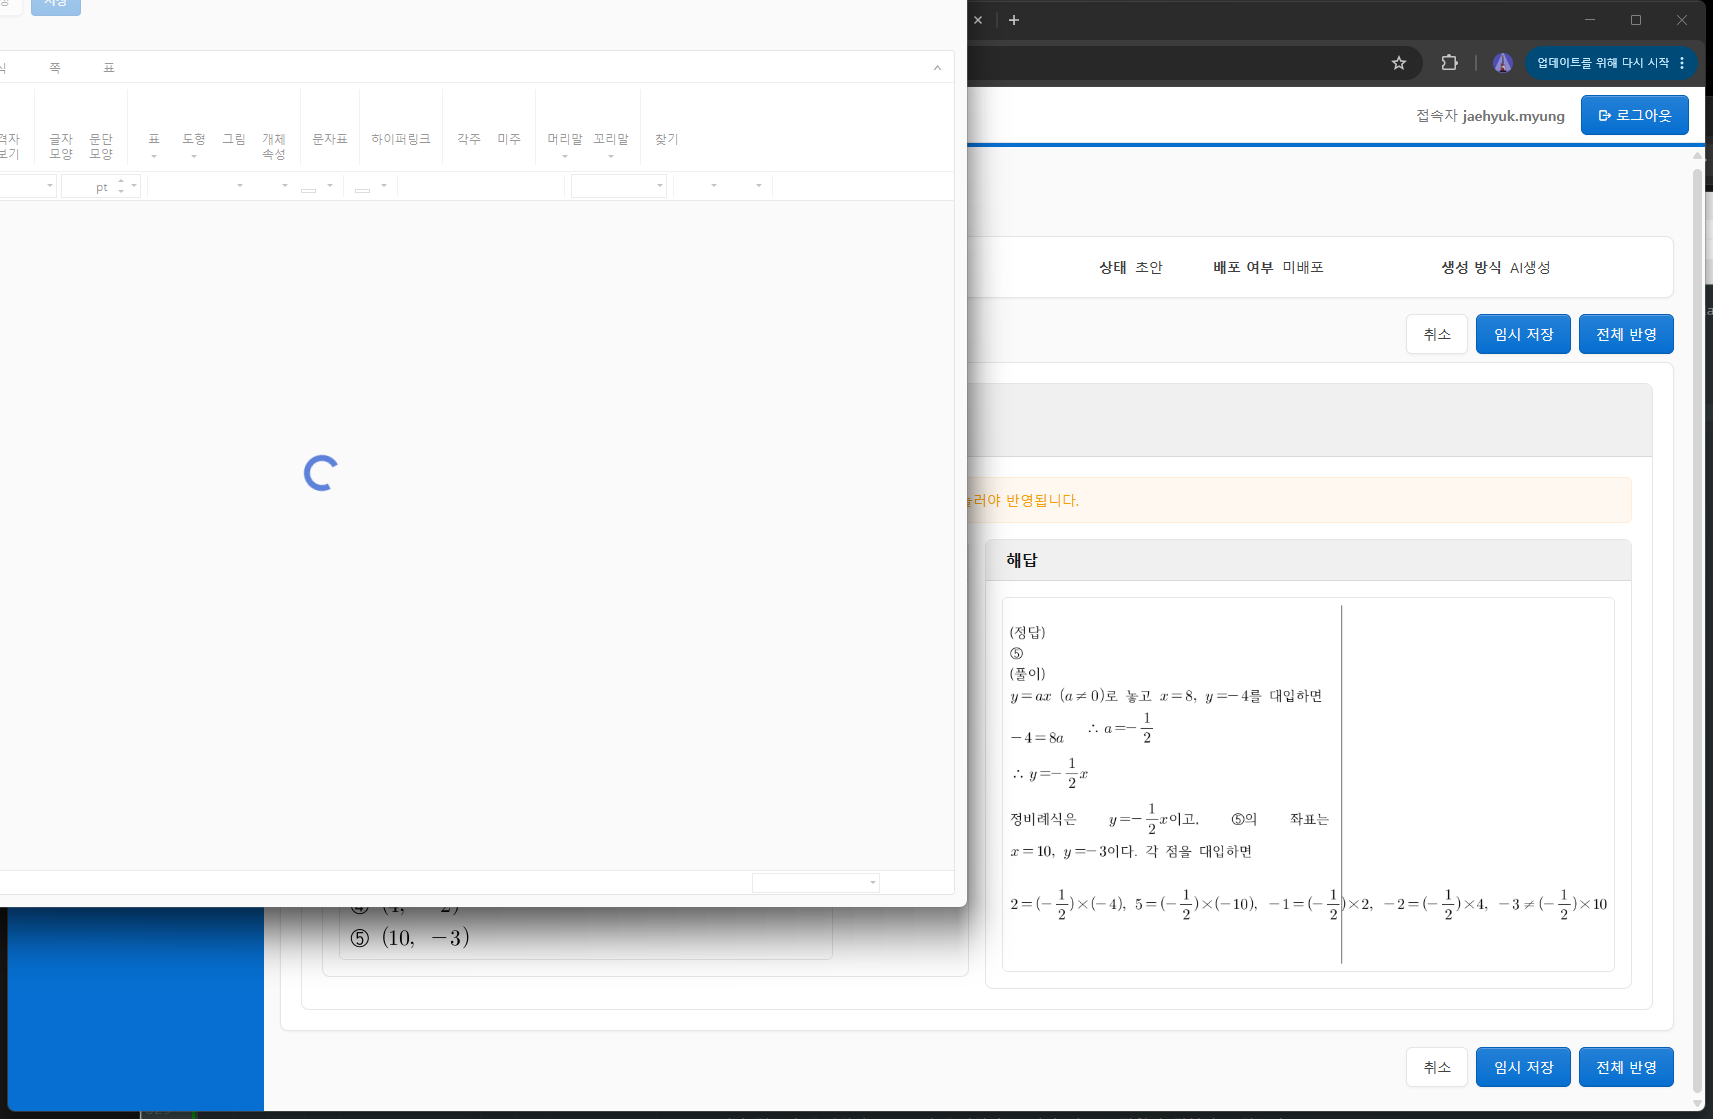 저장
쪽 표
보기
글자 모양
문단 모양
표
도형
그림
개체 속성
문자표
하이퍼링크
각주
미주
머리말
꼬리말
찾기
pt
업데이트를 위해 다시 시작
접속자 jaehyuk.myung
로그아웃
상태 초안
배포 여부 미배포
생성 방식 AI생성
취소
임시 저장
전체 반영
반영됩니다.
해답
(정답)
⑤
(풀이)
y=ax (a≠0)로 놓고 x=8, y=-4를 대입하면
-4=8a ∴ a=-1/2
∴ y=-1/2x
정비례식은 y=-1/2x이고, ⑤의 좌표는
x=10, y=-3이다. 각 점을 대입하면
2=(-1/2)×(-4), 5=(-1/2)×(-10), -1=(-1/2)×2, -2=(-1/2)×4, -3≠(-1/2)×10
⑤ (10, -3)
취소
임시 저장
전체 반영